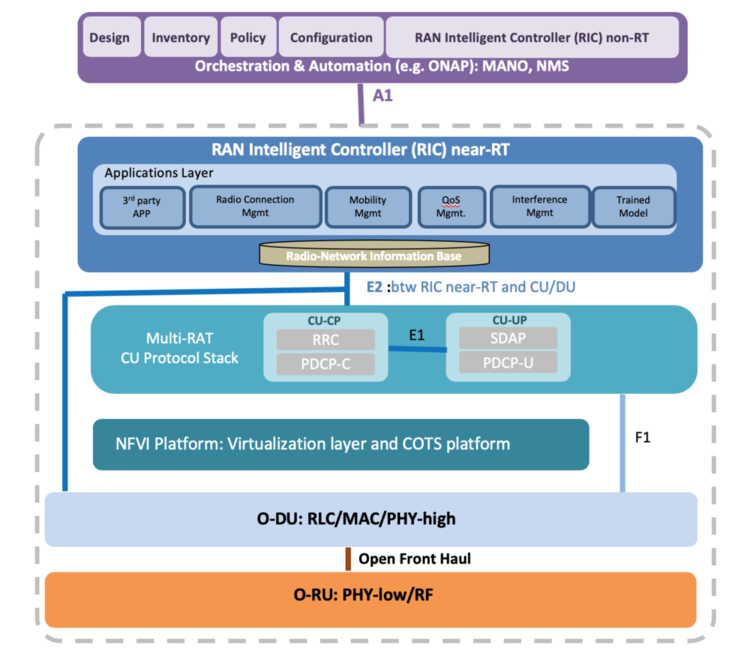 Design
Inventory
Policy
Configuration
RAN Intelligent Controller (RIC) non-RT
Orchestration & Automation (e.g. ONAP): MANO, NMS
A1
RAN Intelligent Controller (RIC) near-RT
Applications Layer
3rd party
APP
Radio Connection
Mgmt
Mobility
Mgmt
QoS
Mgmt.
Interference
Mgmt
Trained
Model
Radio-Network Information Base
E2 :btw RIC near-RT and CU/DU
Multi-RAT
CU Protocol Stack
CU-CP
RRC
PDCP-C
E1
CU-UP
SDAP
PDCP-U
NFVI Platform: Virtualization layer and COTS platform
F1
O-DU: RLC/MAC/PHY-high
Open Front Haul
O-RU: PHY-low/RF